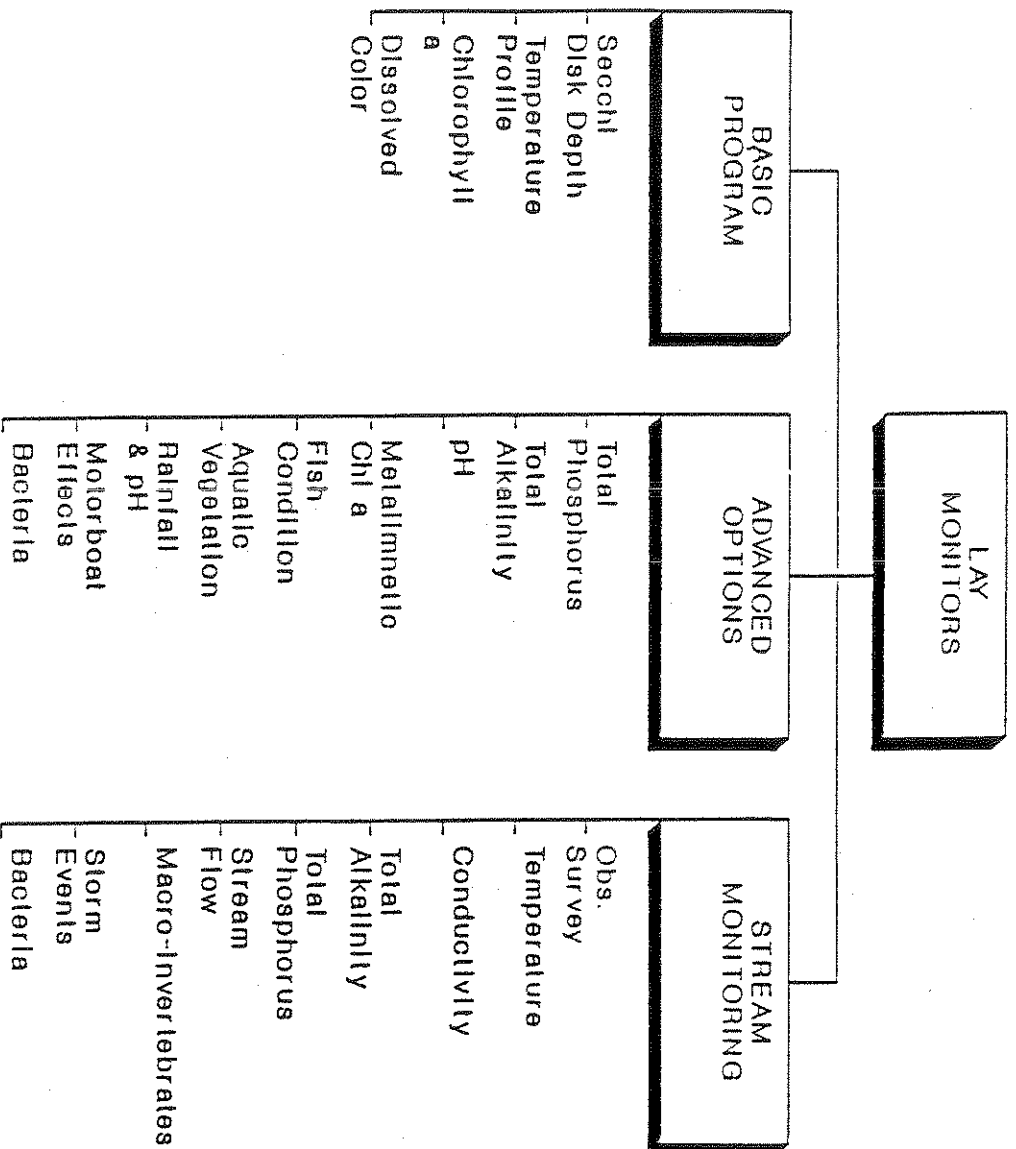 LAY
MONITORS
BASIC
PROGRAM
Secchi
Disk Depth
Temperature
Profile
Chlorophyll
a
Dissolved
Color
ADVANCED
OPTIONS
Total
Phosphorus
Total
Alkalinity
pH
Metalimnetic
Chl a
Fish
Condition
Aquatic
Vegetation
Rainfall
& pH
Motorboat
Effects
Bacteria
STREAM
MONITORING
Obs.
Survey
Temperature
Conductivity
Total
Alkalinity
Total
Phosphorus
Stream
Flow
Macro-Invertebrates
Storm
Events
Bacteria